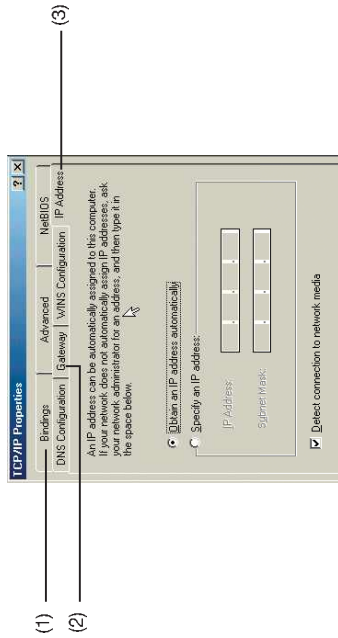 TCP/IP Properties
Bindings
Advanced
NetBIOS
DNS Configuration
Gateway
WINS Configuration
IP Address
An IP address can be automatically assigned to this computer.
If your network does not automatically assign IP addresses, ask
your network administrator for an address, and then type it in
the space below.
Obtain an IP address automatically
Specify an IP address:
IP Address:
Subnet Mask:
Detect connection to network media
(1)
(2)
(3)